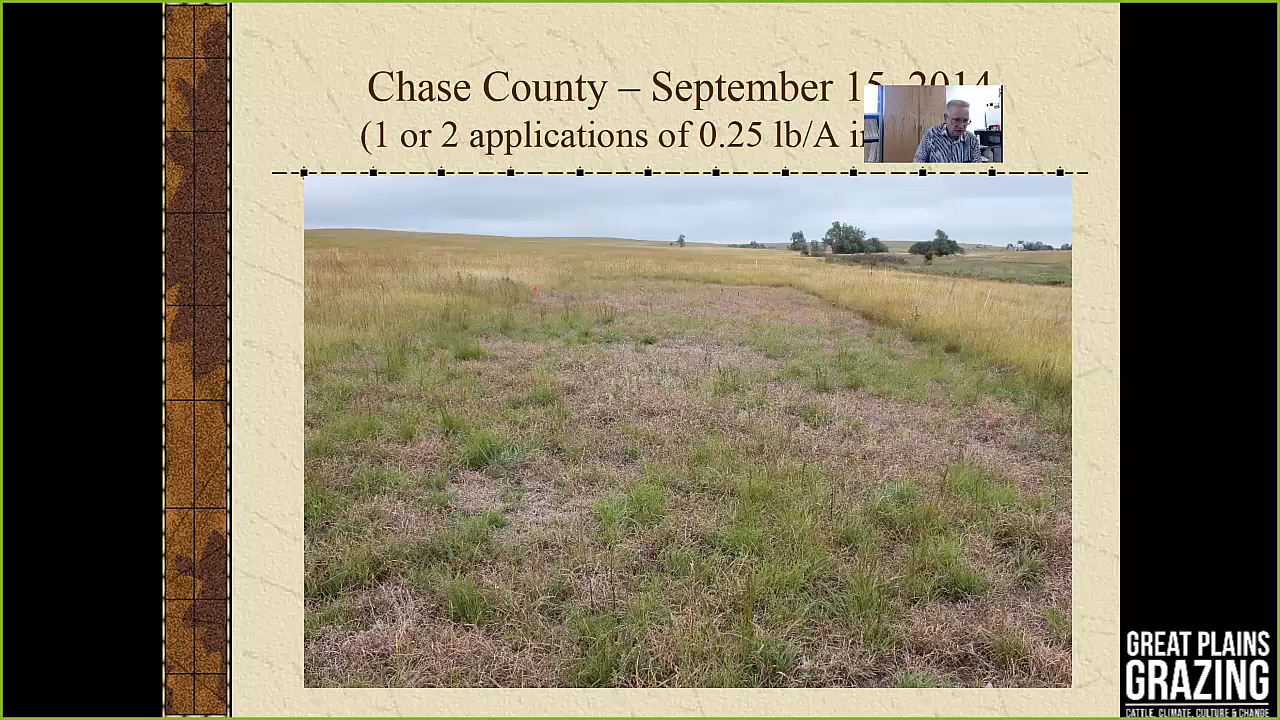 Chase County – September 15, 2014
(1 or 2 applications of 0.25 lb/A
GREAT PLAINS
GRAZING
CATTLE, CLIMATE, CULTURE & CHANGE